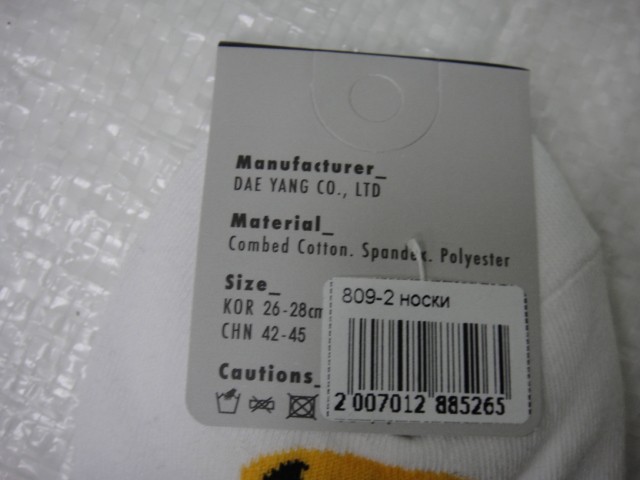 Manufacturer_
DAE YANG CO., LTD
Material_
Combed Cotton. Spandex. Polyester
Size_
KOR 26-28cm
CHN 42-45
Cautions_
809-2 носки
2 007012 885265